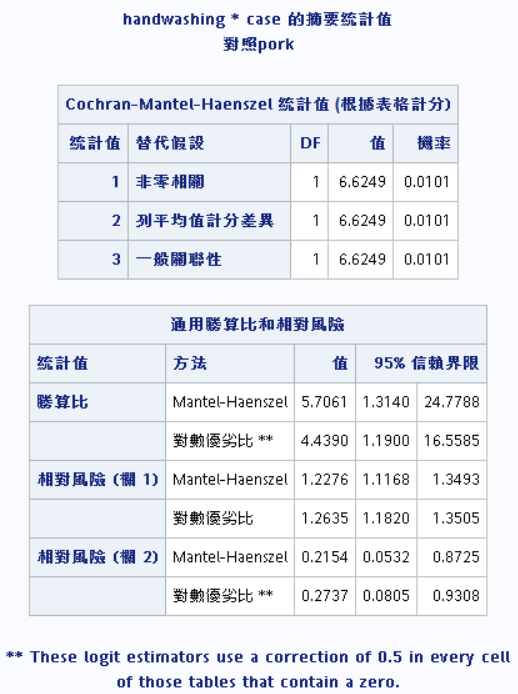 handwashing * case 的摘要統計值
對照pork
Cochran-Mantel-Haenszel 統計值 (根據表格計分)
統計值 替代假設 DF 值 機率
1 非零相關 1 6.6249 0.0101
2 列平均值計分差異 1 6.6249 0.0101
3 一般關聯性 1 6.6249 0.0101
通用勝算比和相對風險
統計值 方法 值 95% 信賴界限
勝算比 Mantel-Haenszel 5.7061 1.3140 24.7788
對數優劣比 ** 4.4390 1.1900 16.5585
相對風險 (欄 1) Mantel-Haenszel 1.2276 1.1168 1.3493
對數優劣比 1.2635 1.1820 1.3505
相對風險 (欄 2) Mantel-Haenszel 0.2154 0.0532 0.8725
對數優劣比 ** 0.2737 0.0805 0.9308
** These logit estimators use a correction of 0.5 in every cell
of those tables that contain a zero.